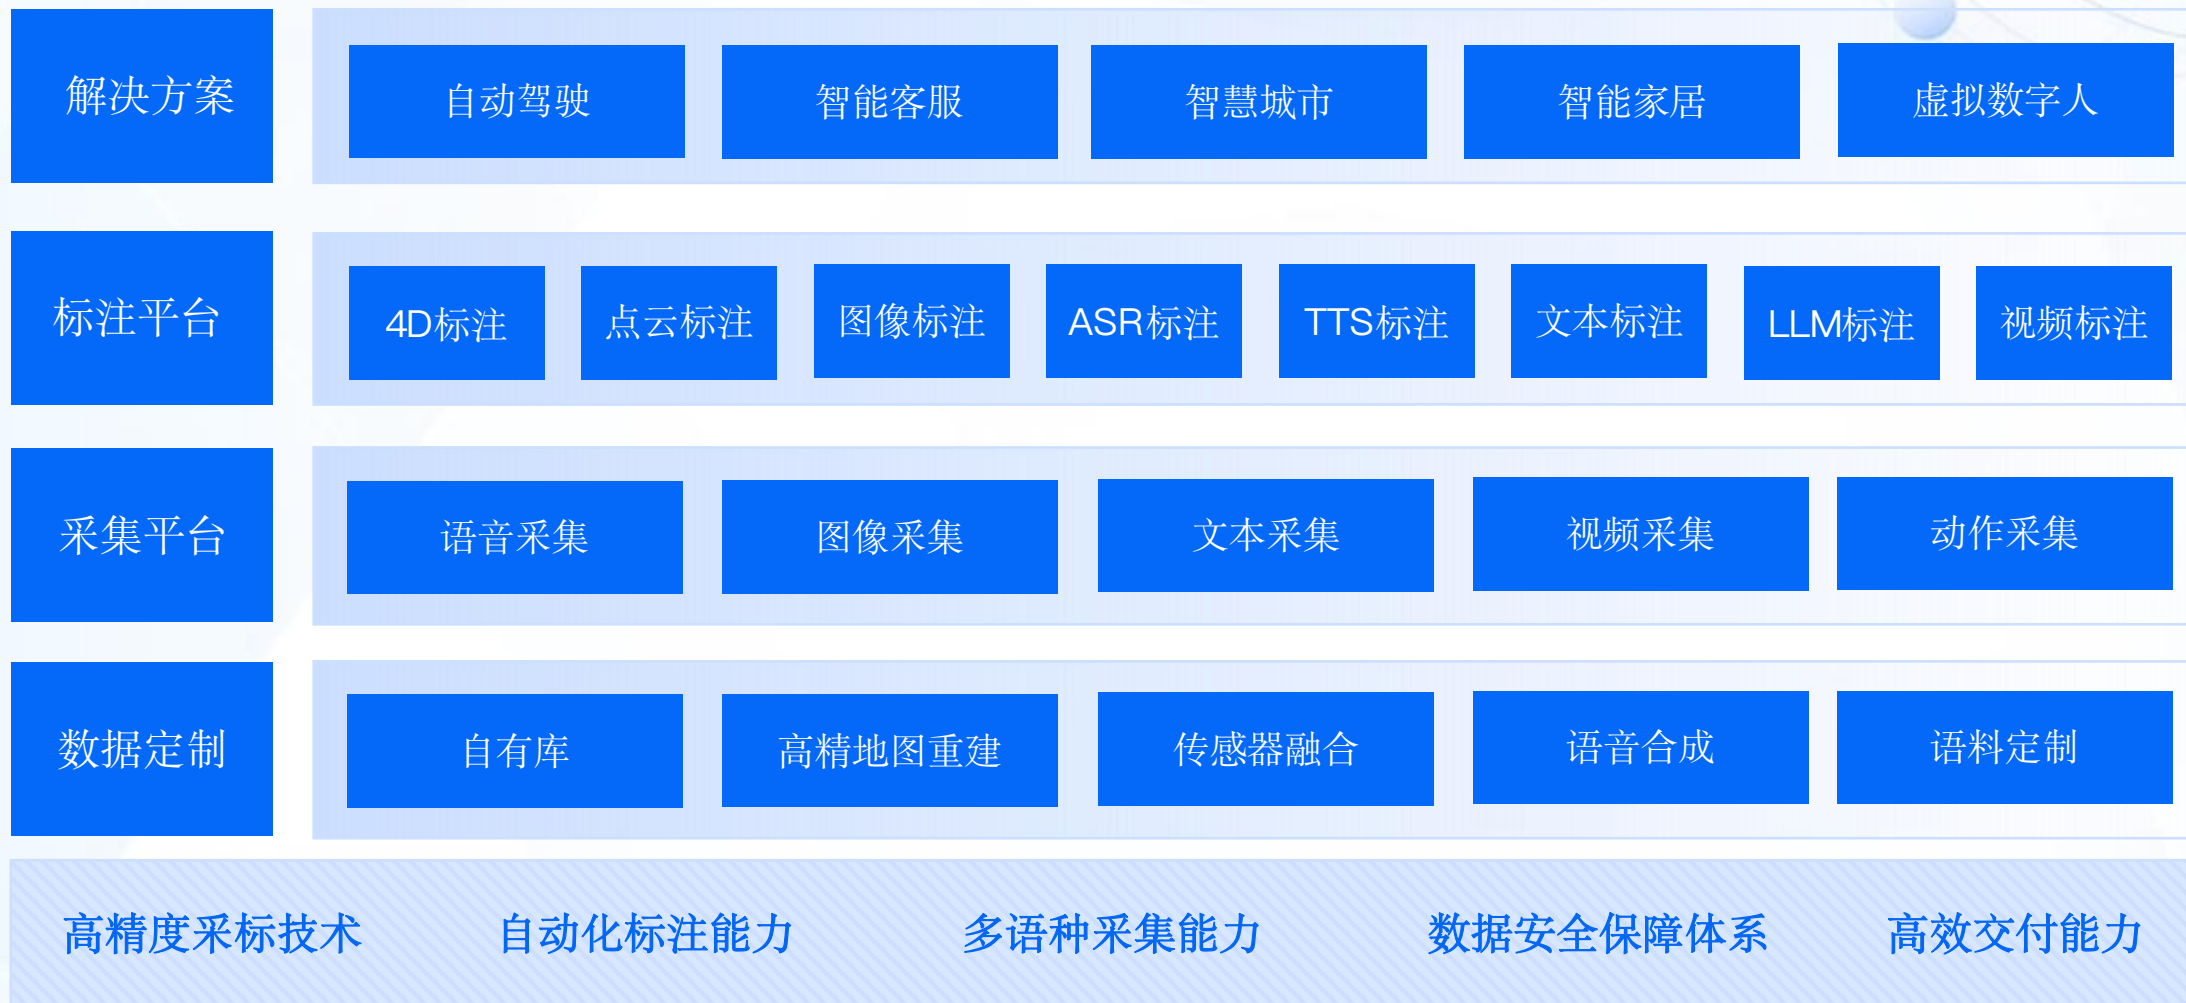 解决方案
自动驾驶
智能客服
智慧城市
智能家居
虚拟数字人
标注平台
4D标注
点云标注
图像标注
ASR标注
TTS标注
文本标注
LLM标注
视频标注
采集平台
语音采集
图像采集
文本采集
视频采集
动作采集
数据定制
自有库
高精地图重建
传感器融合
语音合成
语料定制
高精度采标技术
自动化标注能力
多语种采集能力
数据安全保障体系
高效交付能力